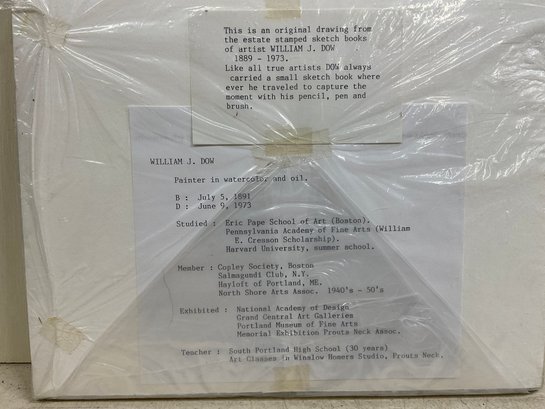 This is an original drawing from
the estate stamped sketch books
of artist WILLIAM J. DOW
1889 - 1973.
Like all true artists DOW always
carried a small sketch book where
ever he traveled to capture the
moment with his pencil, pen and
brush.
WILLIAM J. DOW
Painter in watercolor and oil.
B : July 5, 1891
D : June 9, 1973
Studied : Eric Pape School of Art (Boston).
Pennsylvania Academy of Fine Arts (William
E. Cresson Scholarship).
Harvard University, summer school.
Member : Copley Society, Boston
Salmagundi Club, N.Y.
Hayloft of Portland, ME.
North Shore Arts Assoc. 1940's - 50's
Exhibited : National Academy of Design
Grand Central Art Galleries
Portland Museum of Fine Arts
Memorial Exhibition Prouts Neck Assoc.
Teacher : South Portland High School (30 years)
Art Classes in Winslow Homers Studio, Prouts Neck.